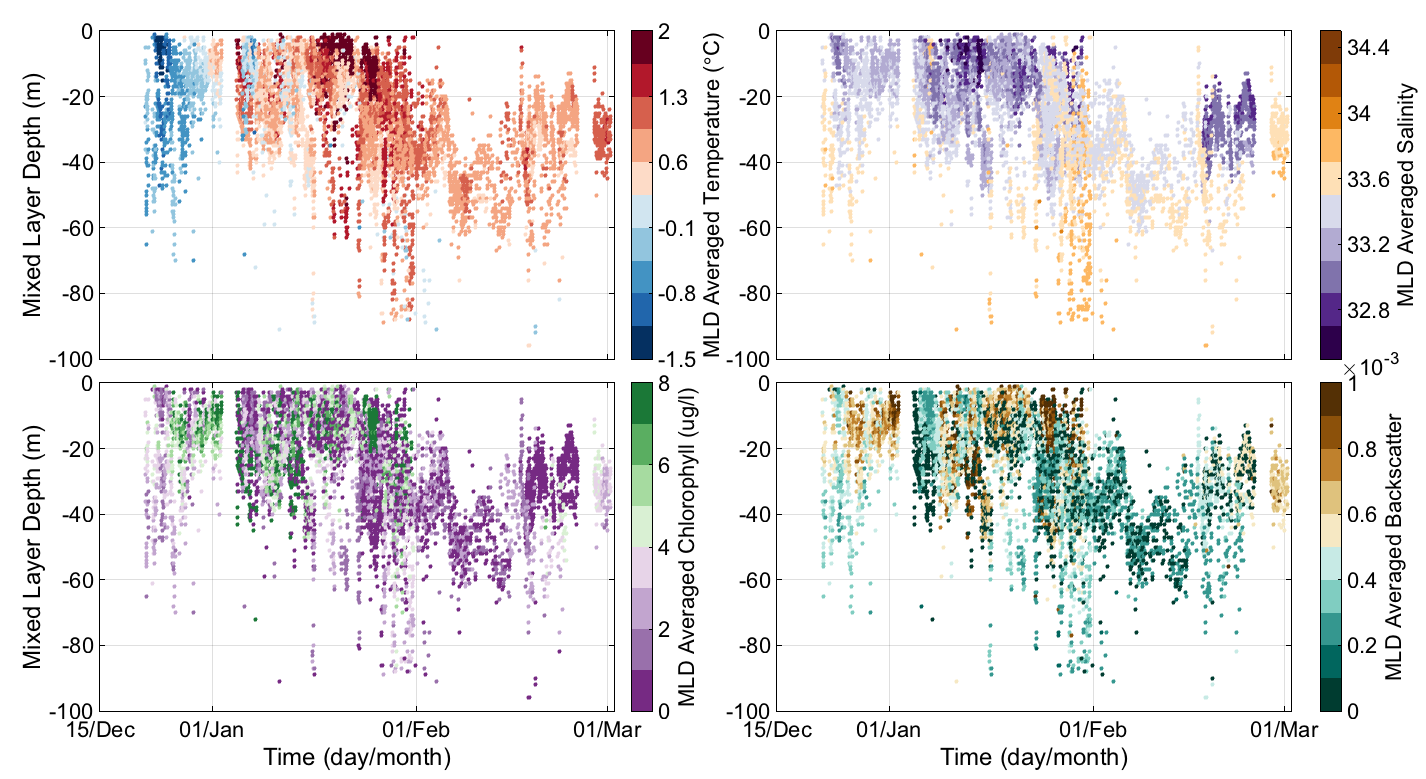 0
-20
-40
-60
-80
-100
Mixed Layer Depth (m)
2
1.3
0.6
-0.1
-0.8
-1.5
MLD Averaged Temperature (°C)
0
-20
-40
-60
-80
-100
34.4
34
33.6
33.2
32.8
MLD Averaged Salinity
0
-20
-40
-60
-80
-100
Mixed Layer Depth (m)
15/Dec
01/Jan
01/Feb
01/Mar
Time (day/month)
8
6
4
2
0
MLD Averaged Chlorophyll (ug/l)
0
-20
-40
-60
-80
-100
15/Dec
01/Jan
01/Feb
01/Mar
Time (day/month)
×10-3
1
0.8
0.6
0.4
0.2
0
MLD Averaged Backscatter